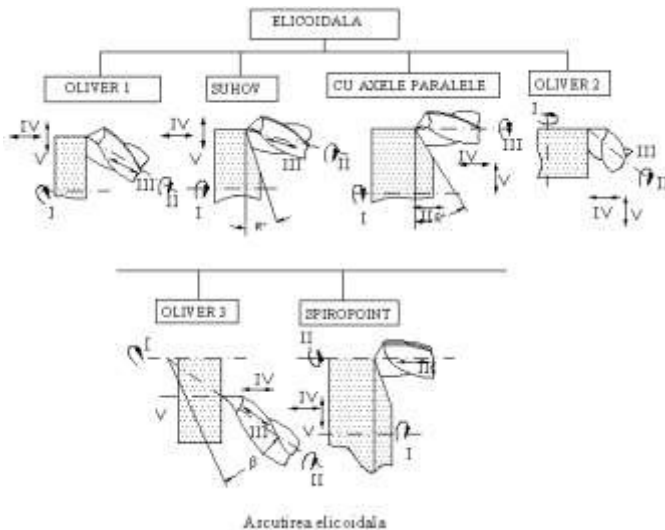 ELICOIDALA
OLIVER 1
SUHOV
CU AXELE PARALELE
OLIVER 2
IV
V
I
III
II
IV
V
I
III
II
IV
V
I
III
I
III
II
IV
V
OLIVER 3
SPIROPOINT
I
V
IV
III
β
II
II
IV
V
I
Ascutirea elicoidala